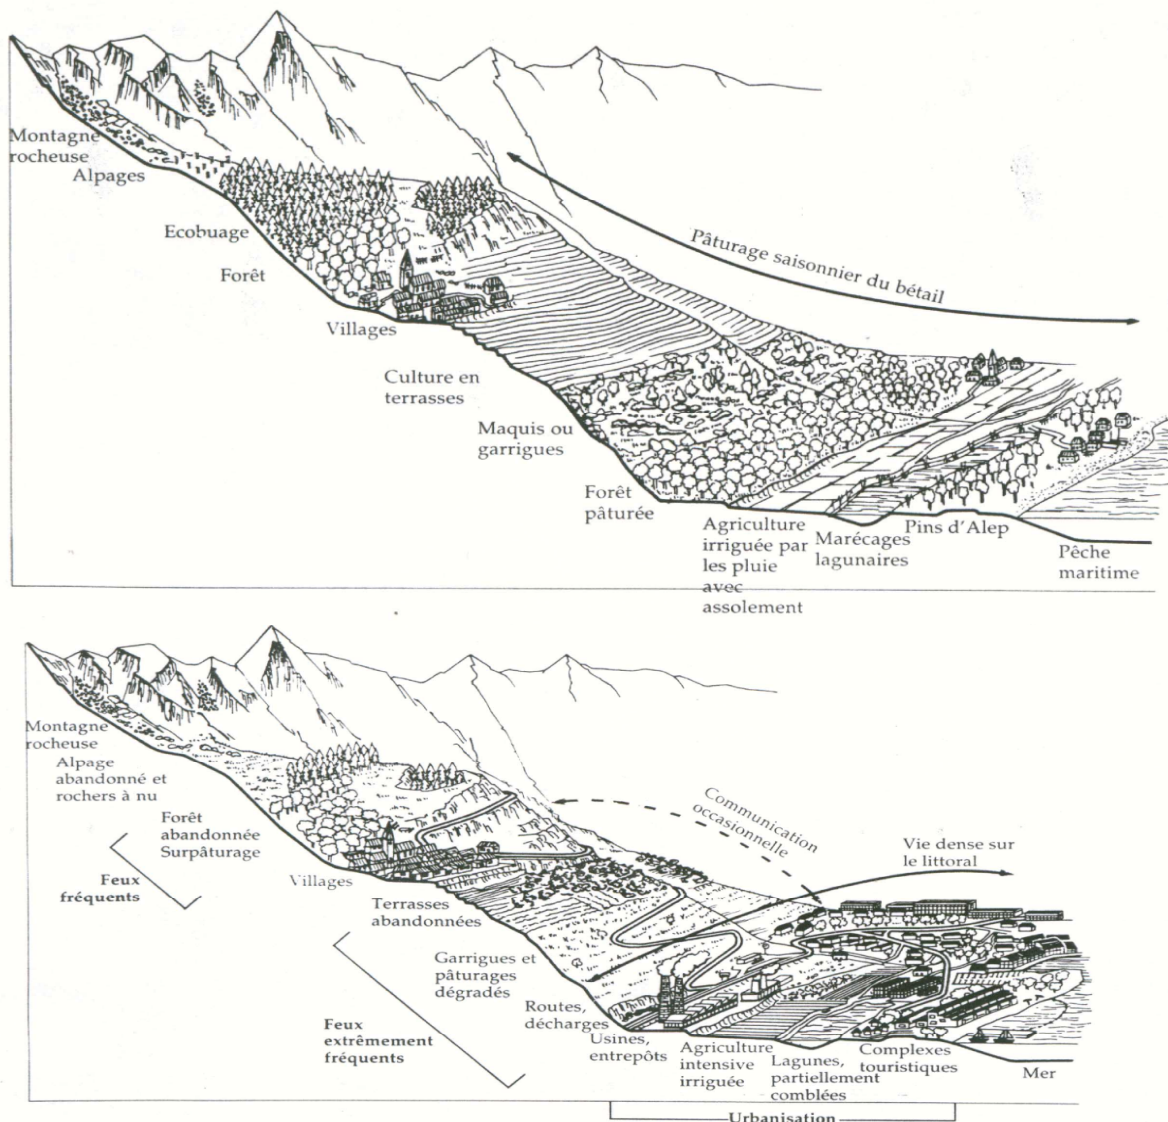 Montagne
rocheuse
Alpages
Ecobuage
Forêt
Villages
Culture en
terrasses
Maquis ou
garrigues
Forêt
pâturée
Agriculture
irriguée par
les pluie
avec
assolement
Marécages
lagunaires
Pins d'Alep
Pêche
maritime
Pâturage saisonnier du bétail
Montagne
rocheuse
Alpage
abandonné et
rochers à nu
Forêt
abandonnée
Surpâturage
Feux
fréquents
Villages
Terrasses
abandonnées
Garrigues et
pâturages
dégradés
Feux
extrêmement
fréquents
Routes,
décharges
Usines,
entrepôts
Agriculture
intensive
irriguée
Lagunes,
partiellement
comblées
Complexes
touristiques
Mer
Communication
occasionnelle
Vie dense sur
le littoral
Urbanisation